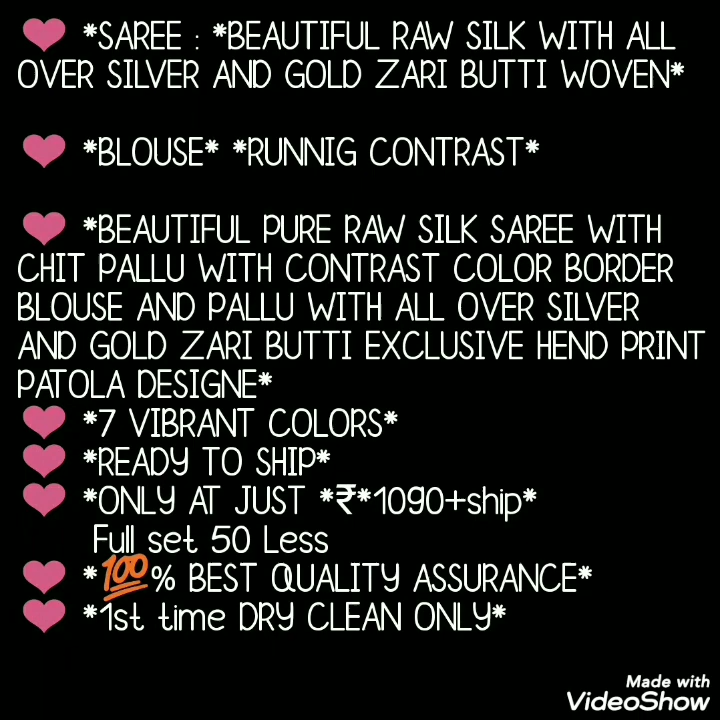 ❤ *SAREE : *BEAUTIFUL RAW SILK WITH ALL
OVER SILVER AND GOLD ZARI BUTTI WOVEN*
❤ *BLOUSE* *RUNNIG CONTRAST*
❤ *BEAUTIFUL PURE RAW SILK SAREE WITH
CHIT PALLU WITH CONTRAST COLOR BORDER
BLOUSE AND PALLU WITH ALL OVER SILVER
AND GOLD ZARI BUTTI EXCLUSIVE HEND PRINT
PATOLA DESIGNE*
❤ *7 VIBRANT COLORS*
❤ *READY TO SHIP*
❤ *ONLY AT JUST *₹*1090+ship*
Full set 50 Less
❤ *💯% BEST QUALITY ASSURANCE*
❤ *1st time DRY CLEAN ONLY*
Made with
VideoShow